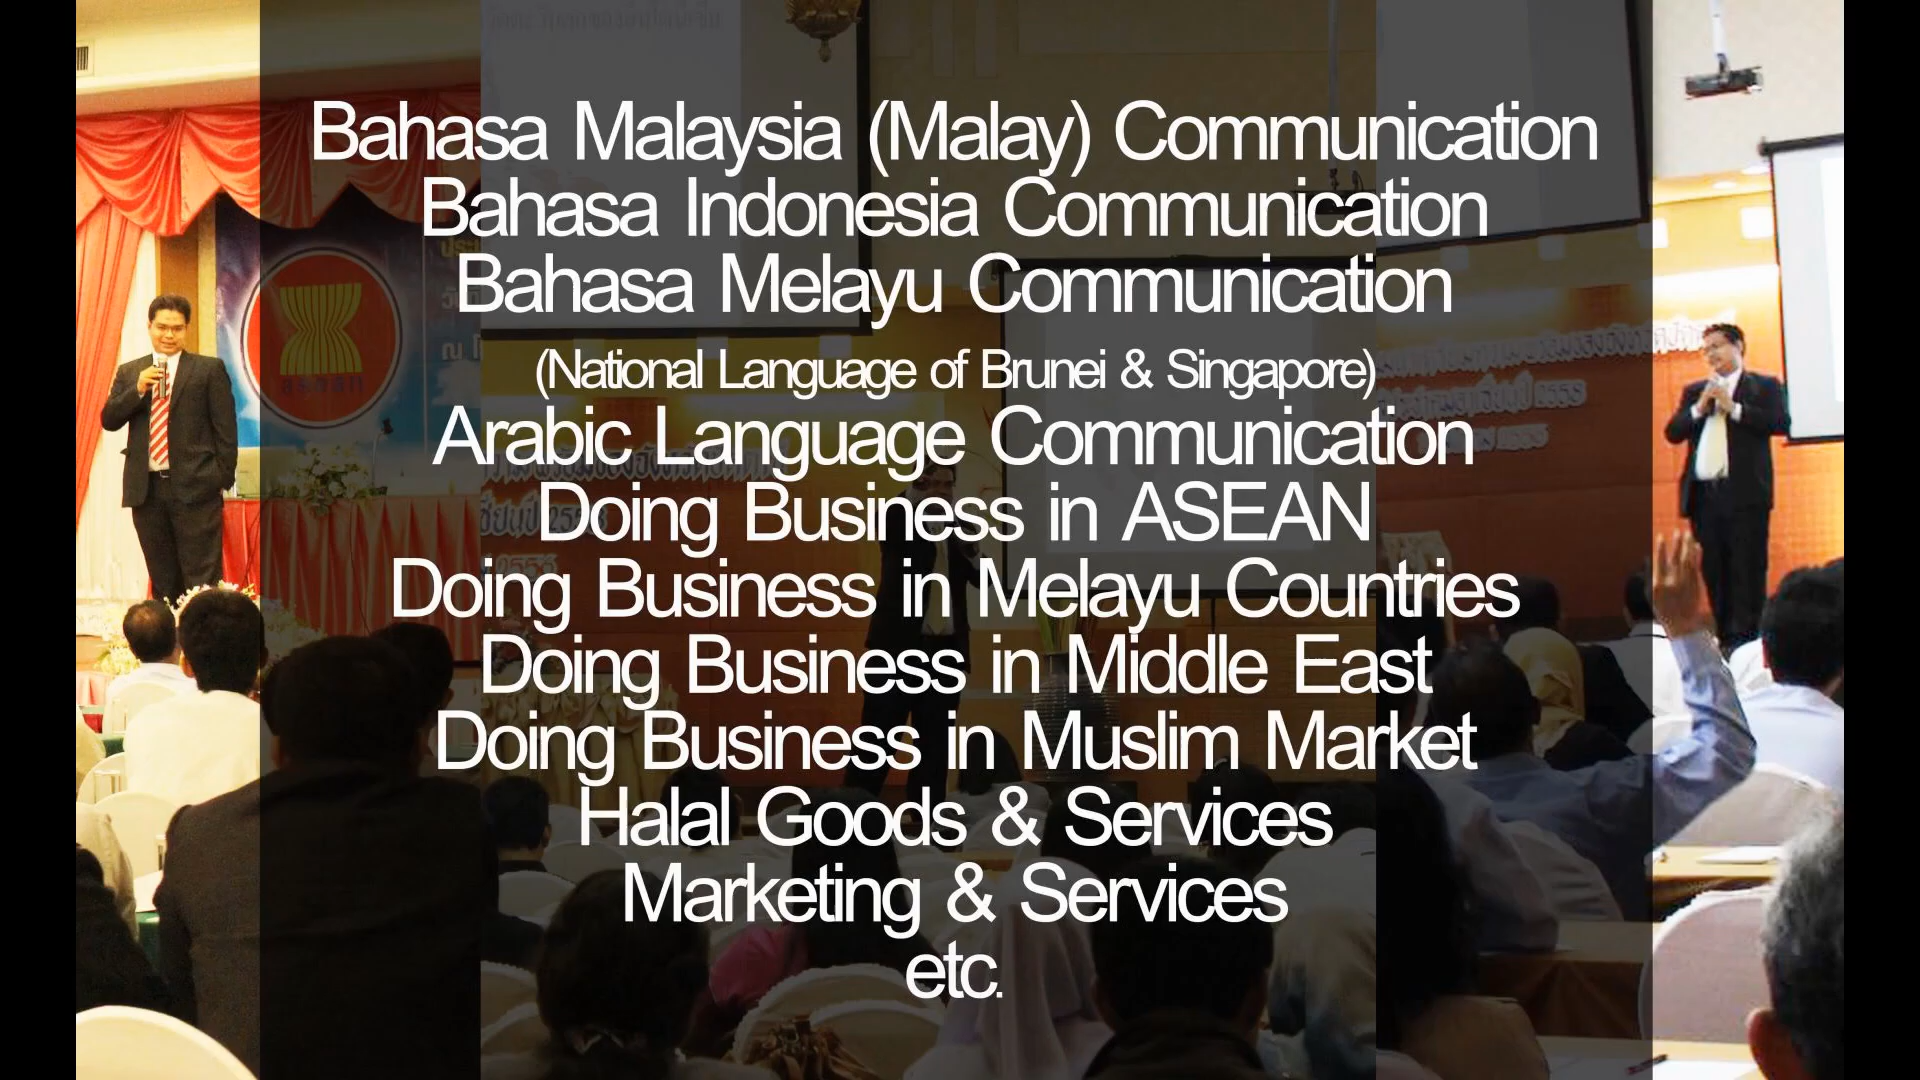 Bahasa Malaysia (Malay) Communication
Bahasa Indonesia Communication
Bahasa Melayu Communication
(National Language of Brunei & Singapore)
Arabic Language Communication
Doing Business in ASEAN
Doing Business in Melayu Countries
Doing Business in Middle East
Doing Business in Muslim Market
Halal Goods & Services
Marketing & Services
etc.